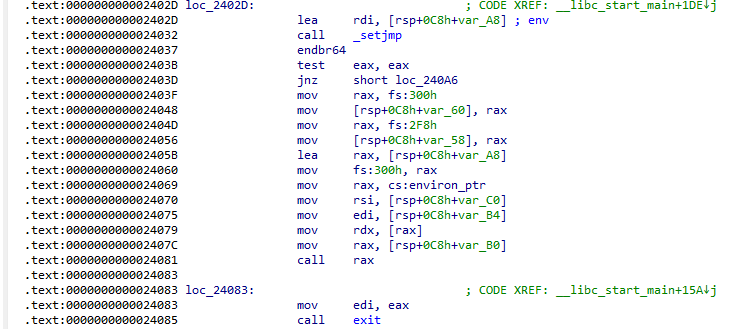 .text:000000000002402D loc_2402D: ; CODE XREF: __libc_start_main+1DE↓j
.text:000000000002402D lea rdi, [rsp+0C8h+var_A8] ; env
.text:0000000000024032 call _setjmp
.text:0000000000024037 endbr64
.text:000000000002403B test eax, eax
.text:000000000002403D jnz short loc_240A6
.text:000000000002403F mov rax, fs:300h
.text:0000000000024048 mov [rsp+0C8h+var_60], rax
.text:000000000002404D mov rax, fs:2F8h
.text:0000000000024056 mov [rsp+0C8h+var_58], rax
.text:000000000002405B lea rax, [rsp+0C8h+var_A8]
.text:0000000000024060 mov fs:300h, rax
.text:0000000000024069 mov rax, cs:environ_ptr
.text:0000000000024070 mov rsi, [rsp+0C8h+var_C0]
.text:0000000000024075 mov edi, [rsp+0C8h+var_B4]
.text:0000000000024079 mov rdx, [rax]
.text:000000000002407C mov rax, [rsp+0C8h+var_B0]
.text:0000000000024081 call rax
.text:0000000000024083
.text:0000000000024083 loc_24083: ; CODE XREF: __libc_start_main+15A↓j
.text:0000000000024083 mov edi, eax
.text:0000000000024085 call exit